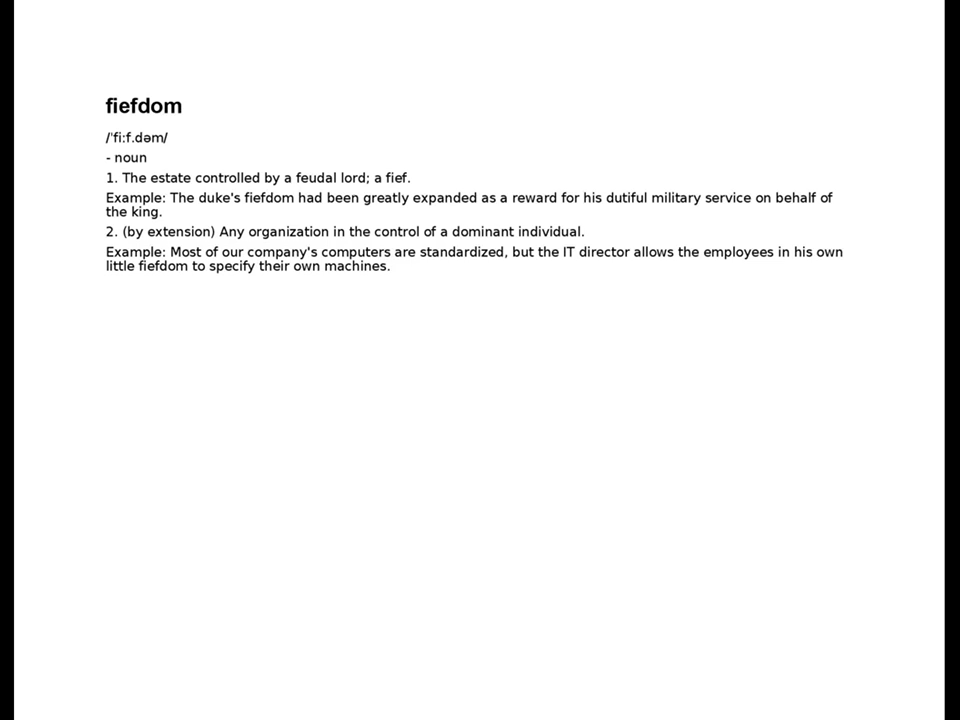 fiefdom
/ˈfiːf.dəm/
- noun
1. The estate controlled by a feudal lord; a fief.
Example: The duke's fiefdom had been greatly expanded as a reward for his dutiful military service on behalf of
the king.
2. (by extension) Any organization in the control of a dominant individual.
Example: Most of our company's computers are standardized, but the IT director allows the employees in his own
little fiefdom to specify their own machines.